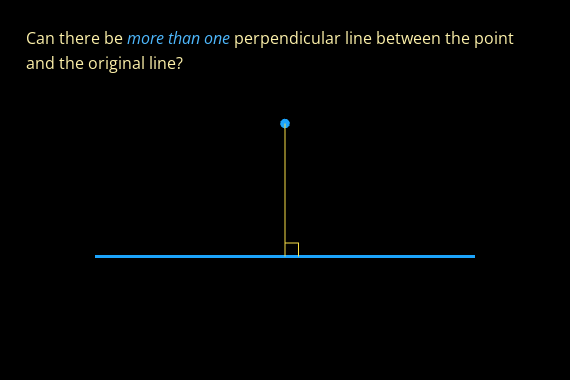 Can there be more than one perpendicular line between the point
and the original line?